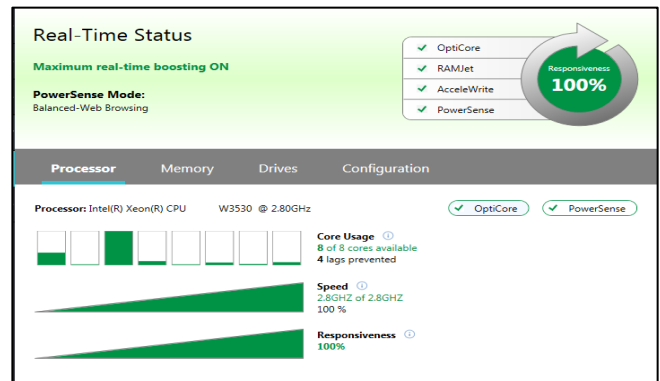 Real-Time Status
Maximum real-time boosting ON
PowerSense Mode:
Balanced-Web Browsing
OptiCore
RAMJet
AcceleWrite
PowerSense
Responsiveness
100%
Processor Memory Drives Configuration
Processor: Intel(R) Xeon(R) CPU W3530 @ 2.80GHz
OptiCore PowerSense
Core Usage
8 of 8 cores available
4 lags prevented
Speed
2.8GHZ of 2.8GHZ
100 %
Responsiveness
100%